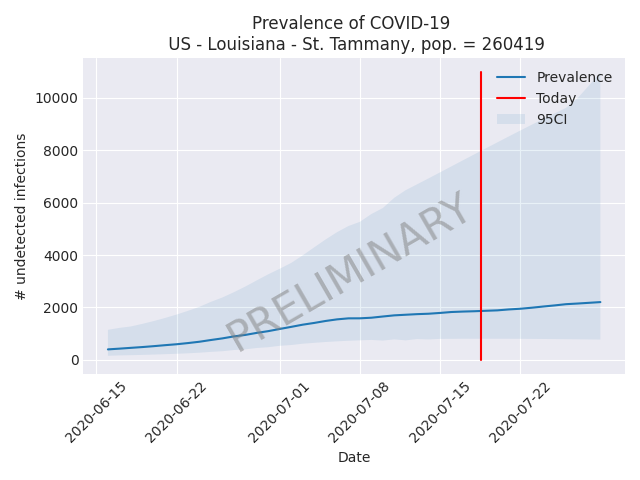 Prevalence of COVID-19
US - Louisiana - St. Tammany, pop. = 260419
Prevalence
Today
95CI
10000
8000
6000
4000
2000
0
# undetected infections
PRELIMINARY
2020-06-15
2020-06-22
2020-07-01
2020-07-08
2020-07-15
2020-07-22
Date